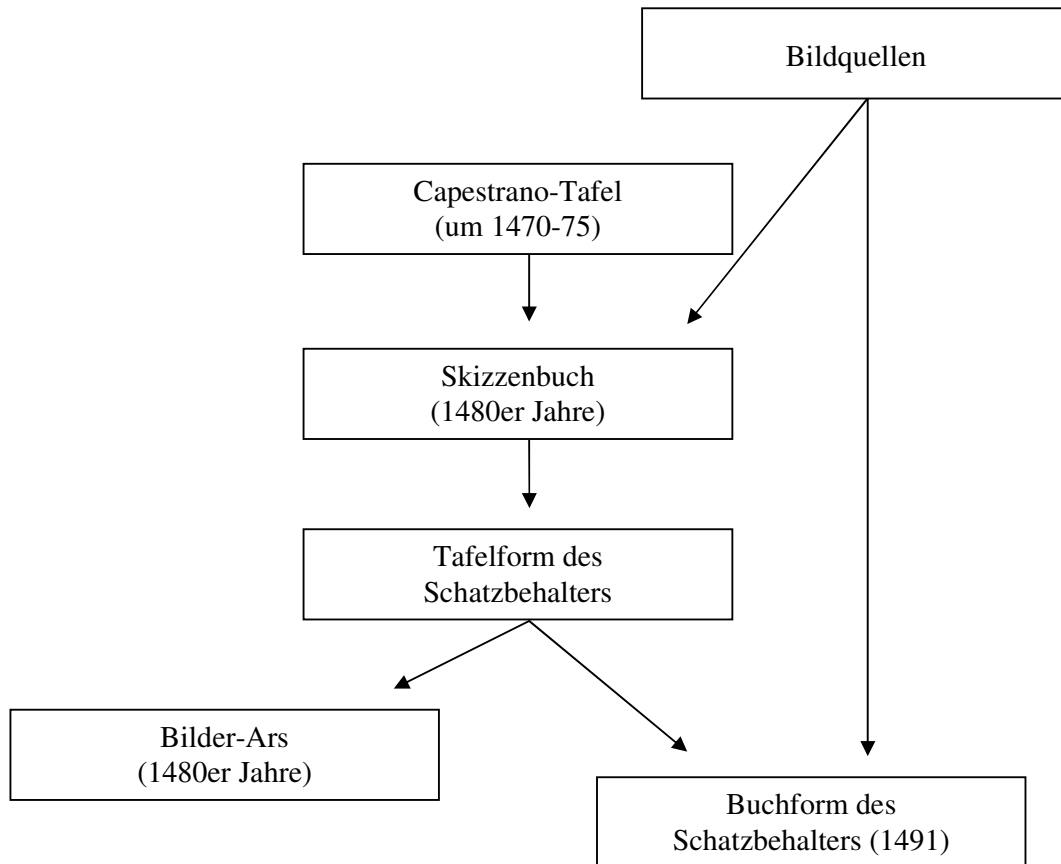 Bildquellen
Capestrano-Tafel
(um 1470-75)
Skizzenbuch
(1480er Jahre)
Tafelform des
Schatzbehalters
Bilder-Ars
(1480er Jahre)
Buchform des
Schatzbehalters (1491)